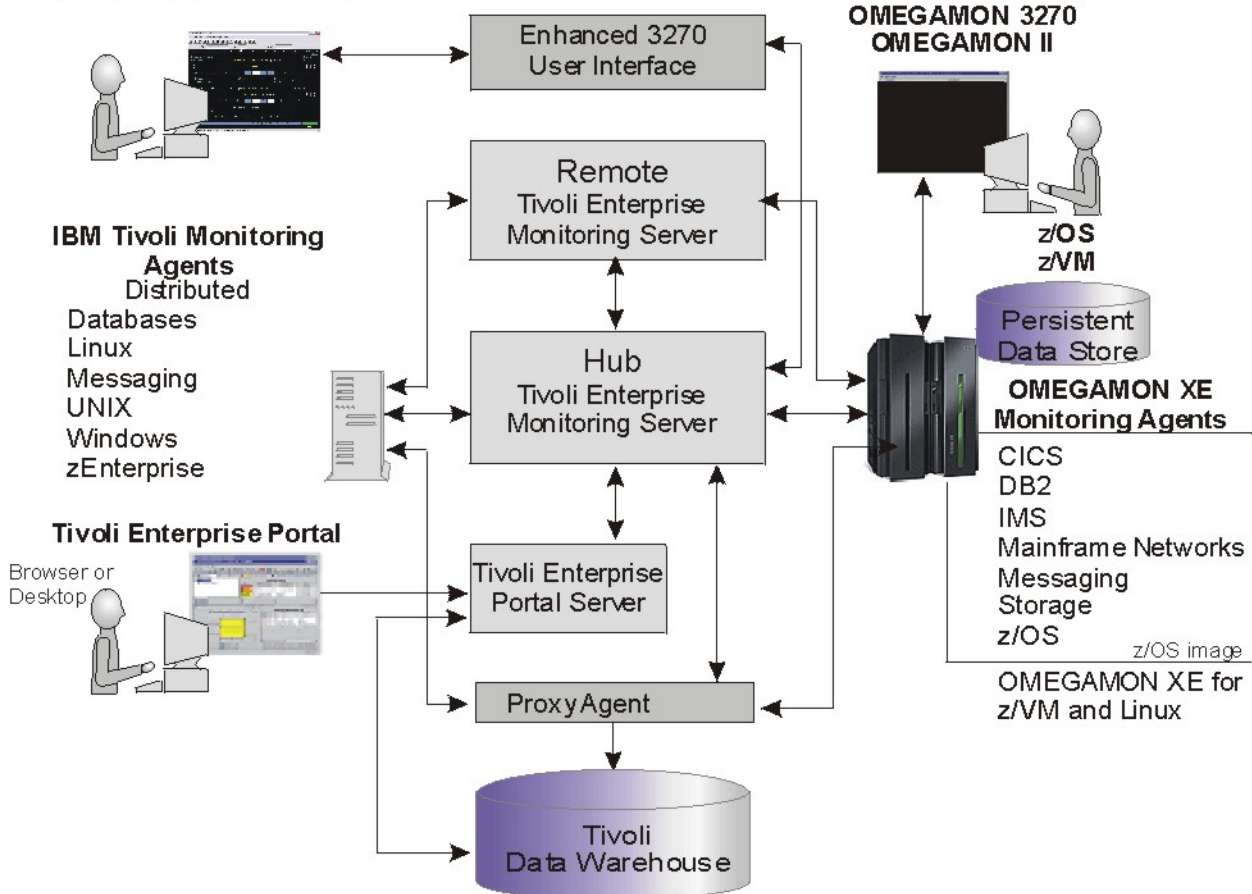 Enhanced 3270
User Interface
OMEGAMON 3270
OMEGAMON II
z/OS
z/VM
Remote
Tivoli Enterprise
Monitoring Server
IBM Tivoli Monitoring
Agents
Distributed
Databases
Linux
Messaging
UNIX
Windows
zEnterprise
Hub
Tivoli Enterprise
Monitoring Server
Persistent
Data Store
OMEGAMON XE
Monitoring Agents
CICS
DB2
IMS
Mainframe Networks
Messaging
Storage
z/OS
z/OS image
OMEGAMON XE for
z/VM and Linux
Tivoli Enterprise Portal
Browser or
Desktop
Tivoli Enterprise
Portal Server
Proxy Agent
Tivoli
Data Warehouse